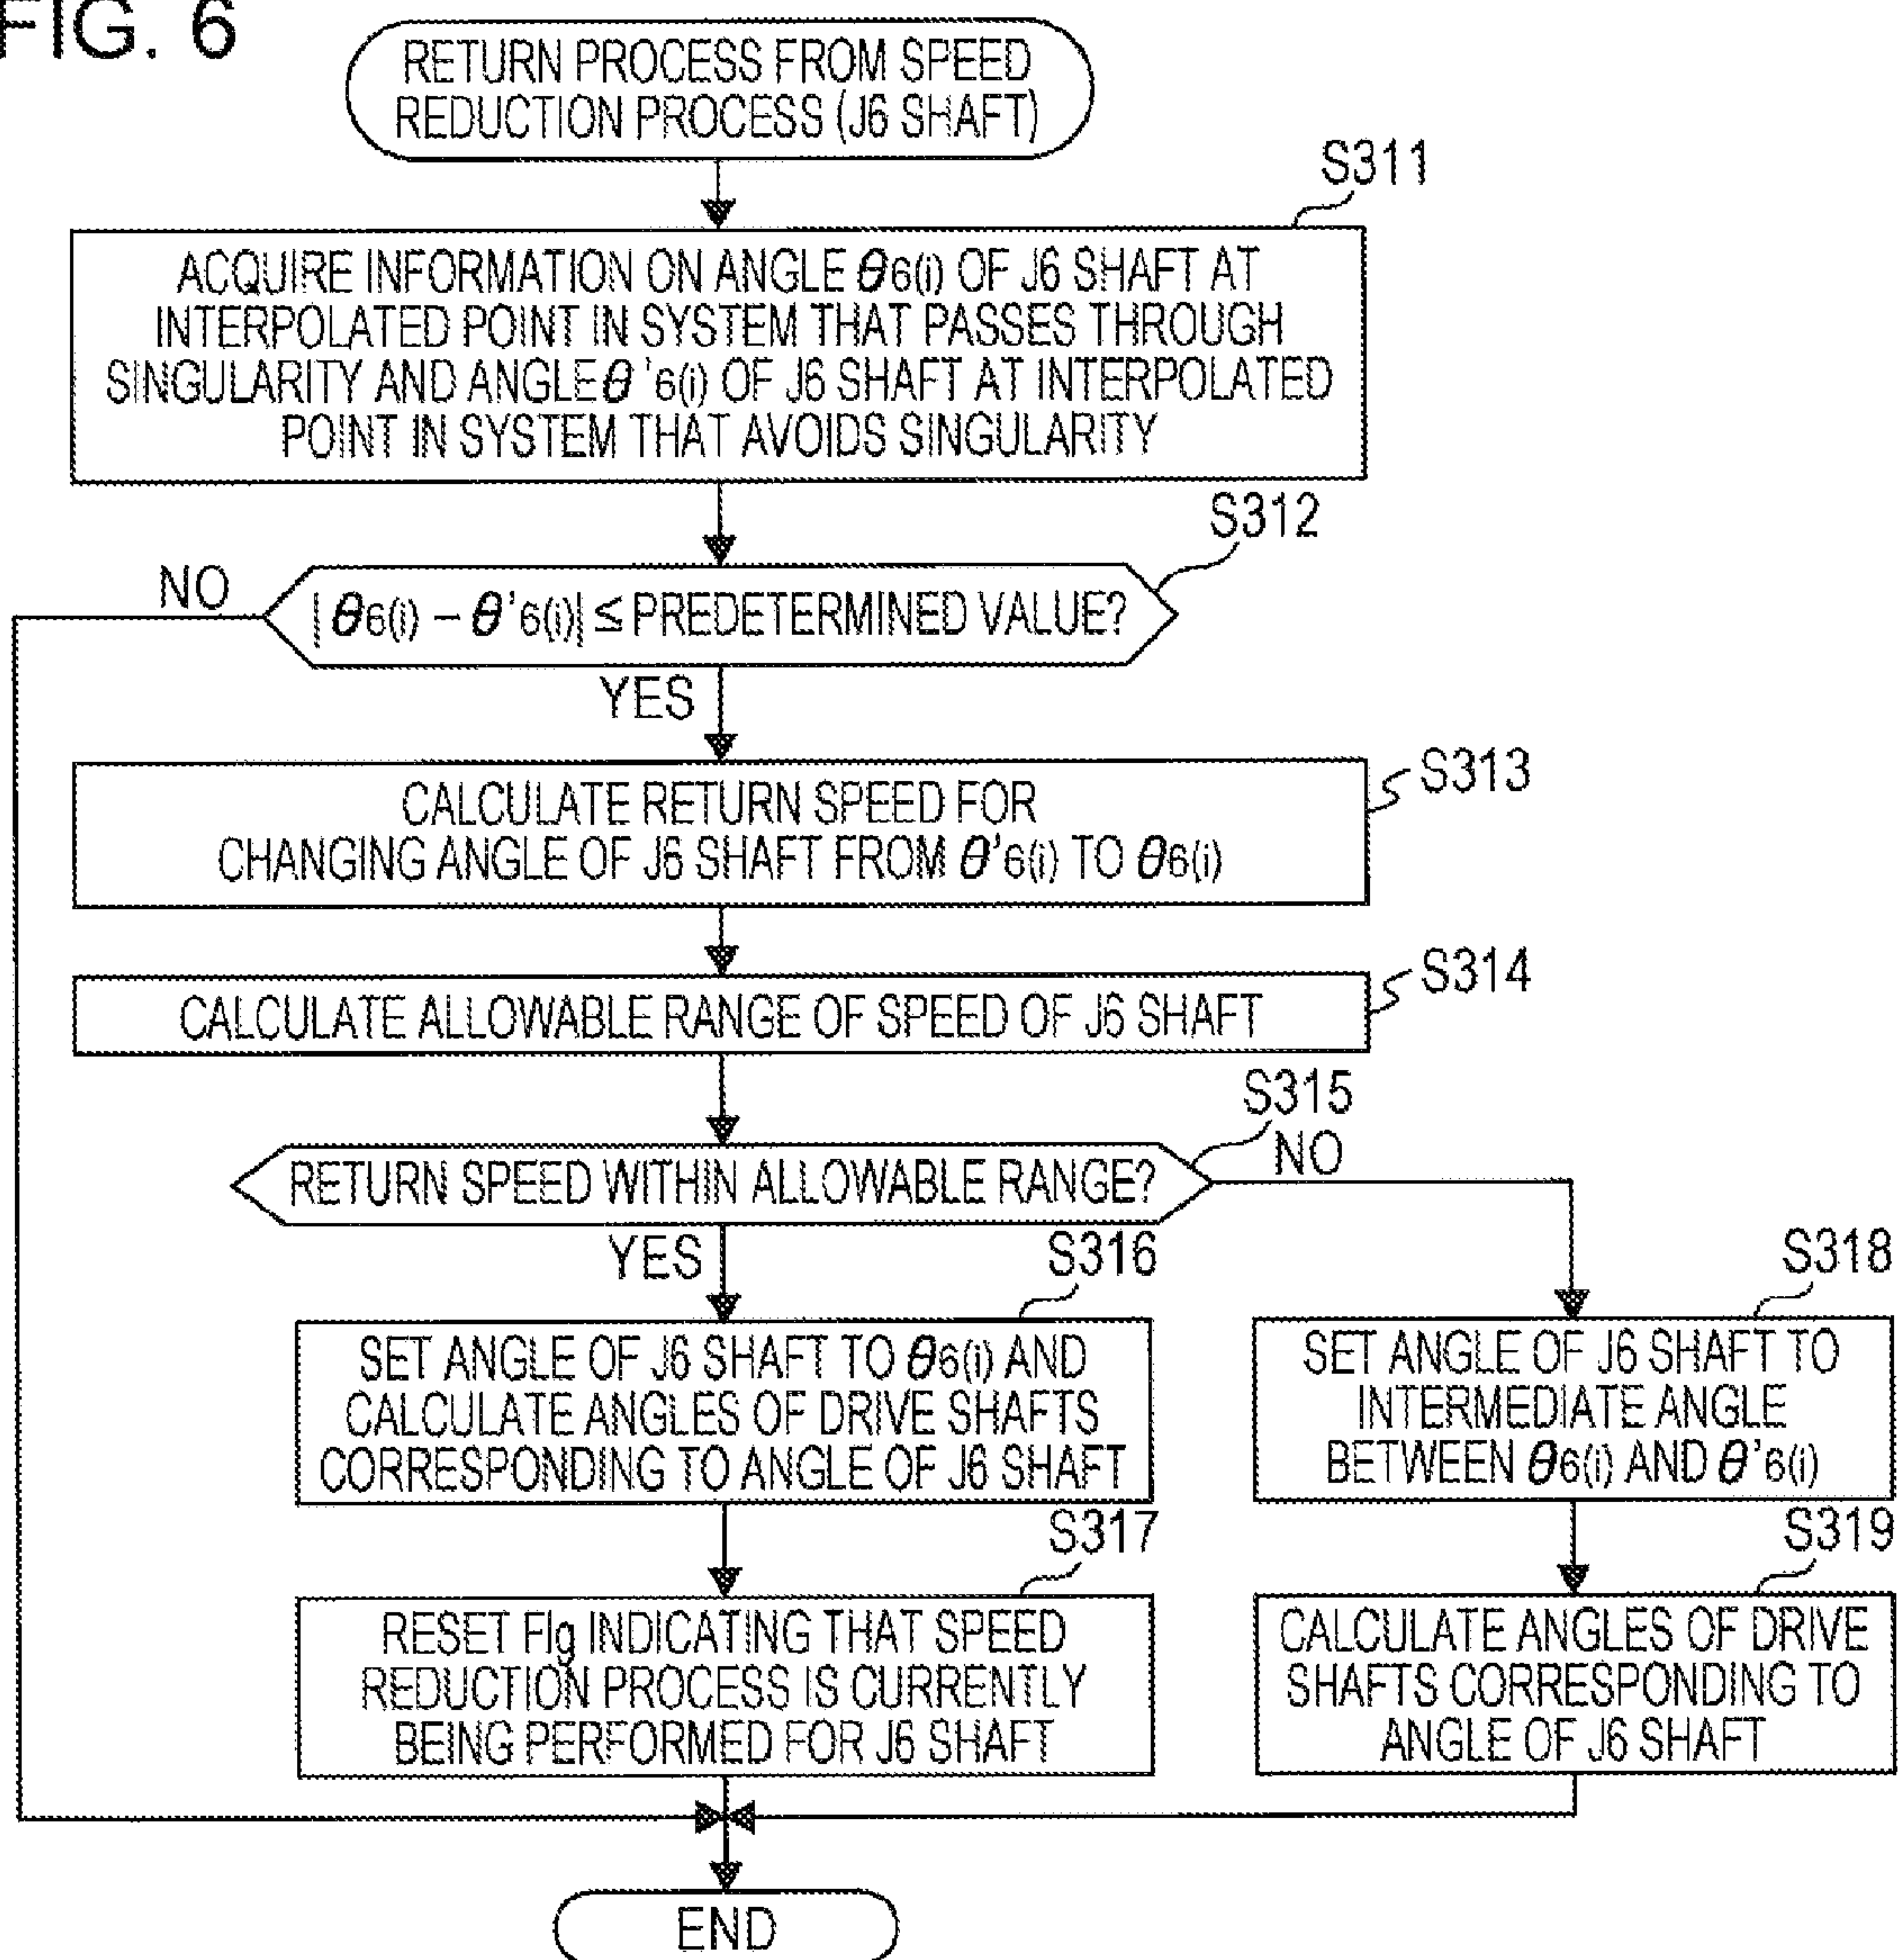 FIG. 6
RETURN PROCESS FROM SPEED
REDUCTION PROCESS (J6 SHAFT)
S311
ACQUIRE INFORMATION ON ANGLE θ6(i) OF J6 SHAFT AT
INTERPOLATED POINT IN SYSTEM THAT PASSES THROUGH
SINGULARITY AND ANGLE θ'6(i) OF J6 SHAFT AT INTERPOLATED
POINT IN SYSTEM THAT AVOIDS SINGULARITY
S312
NO
|θ6(i) – θ'6(i)| ≤ PREDETERMINED VALUE?
YES
S313
CALCULATE RETURN SPEED FOR
CHANGING ANGLE OF J6 SHAFT FROM θ'6(i) TO θ6(i)
S314
CALCULATE ALLOWABLE RANGE OF SPEED OF J6 SHAFT
S315
RETURN SPEED WITHIN ALLOWABLE RANGE?
NO
YES
S316
SET ANGLE OF J6 SHAFT TO θ6(i) AND
CALCULATE ANGLES OF DRIVE SHAFTS
CORRESPONDING TO ANGLE OF J6 SHAFT
S318
SET ANGLE OF J6 SHAFT TO
INTERMEDIATE ANGLE
BETWEEN θ6(i) AND θ'6(i)
S317
RESET Flg INDICATING THAT SPEED
REDUCTION PROCESS IS CURRENTLY
BEING PERFORMED FOR J6 SHAFT
S319
CALCULATE ANGLES OF DRIVE
SHAFTS CORRESPONDING TO
ANGLE OF J6 SHAFT
END